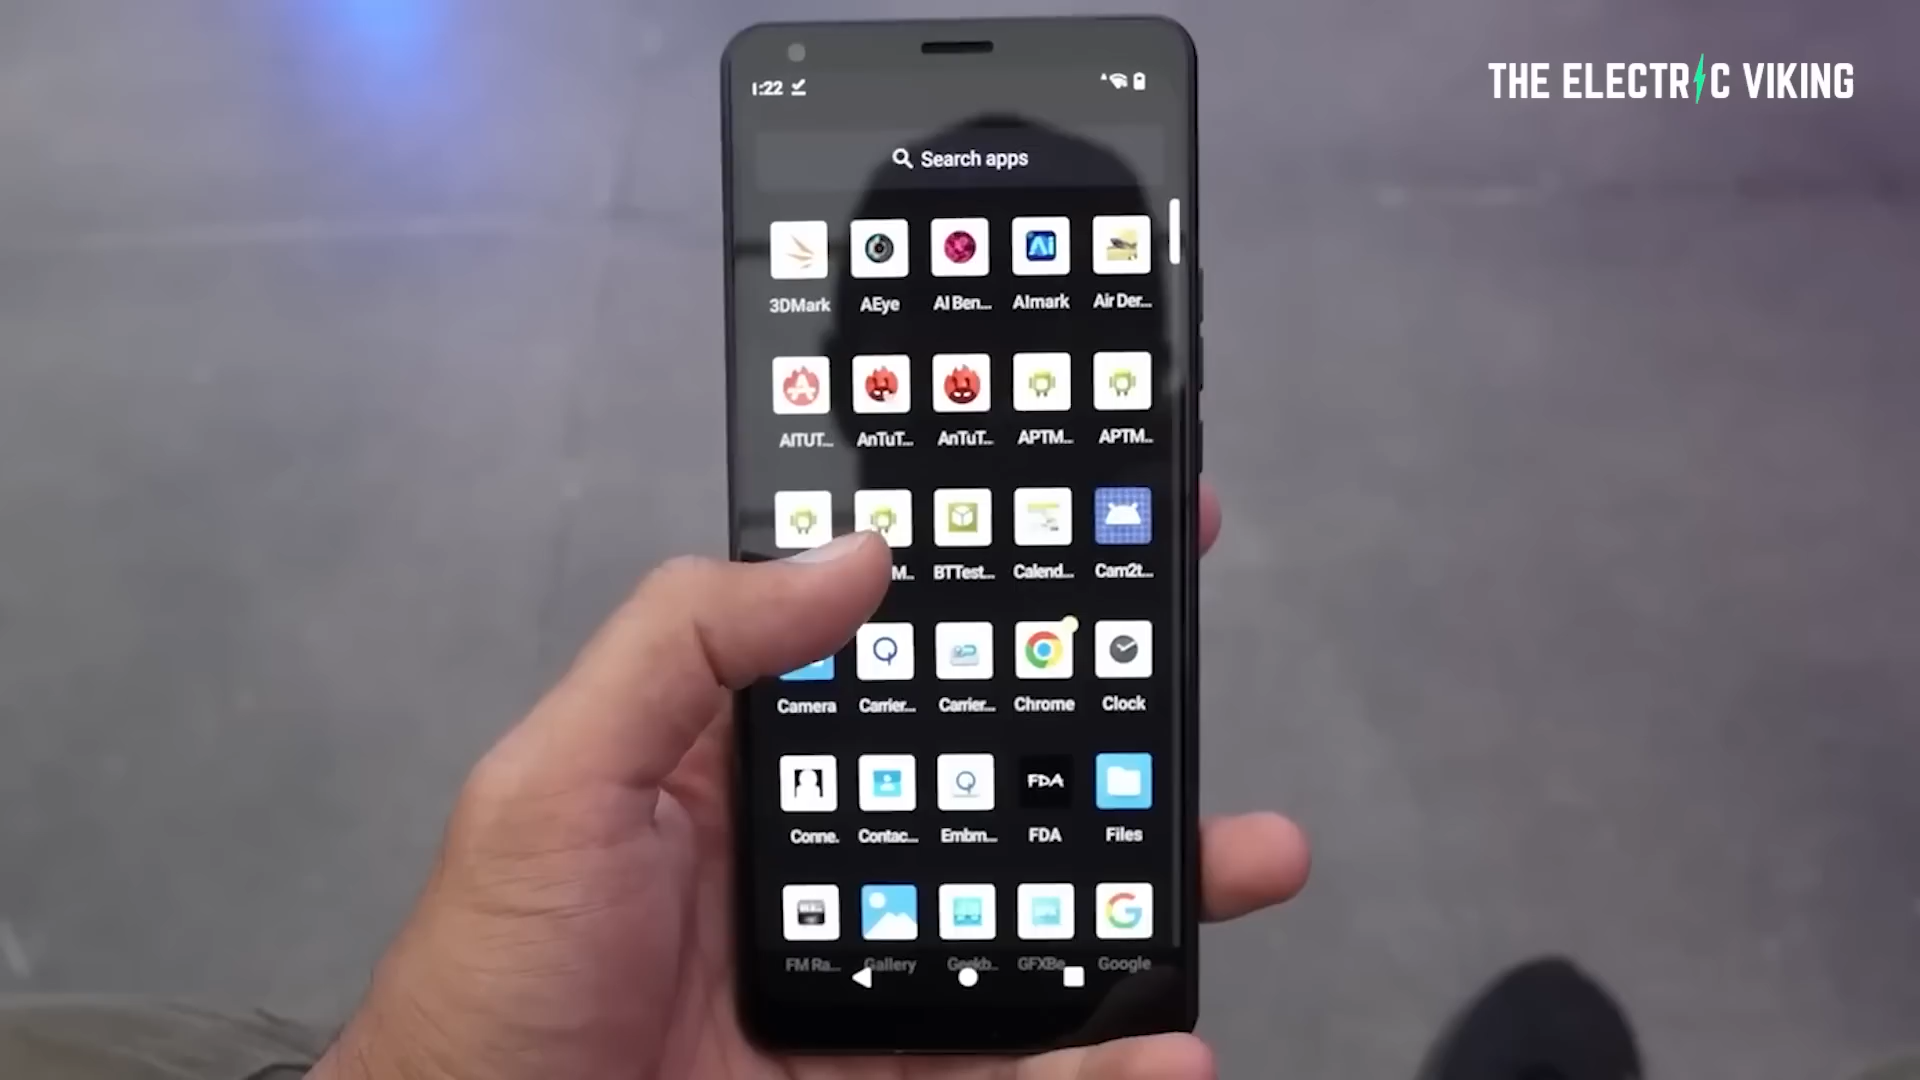 THE ELECTRIC VIKING
1:22
Search apps
3DMark AEye AI Ben... AImark Air Der...
Ai
AITUT... AnTuT... AnTuT... APTM... APTM...
M... BTTest... Calend... Cam2t...
Camera Carrier... Carrier... Chrome Clock
FDA
Conne. Contac... Embm... FDA Files
FM Ra... Gallery Geekb... GFXBe... Google